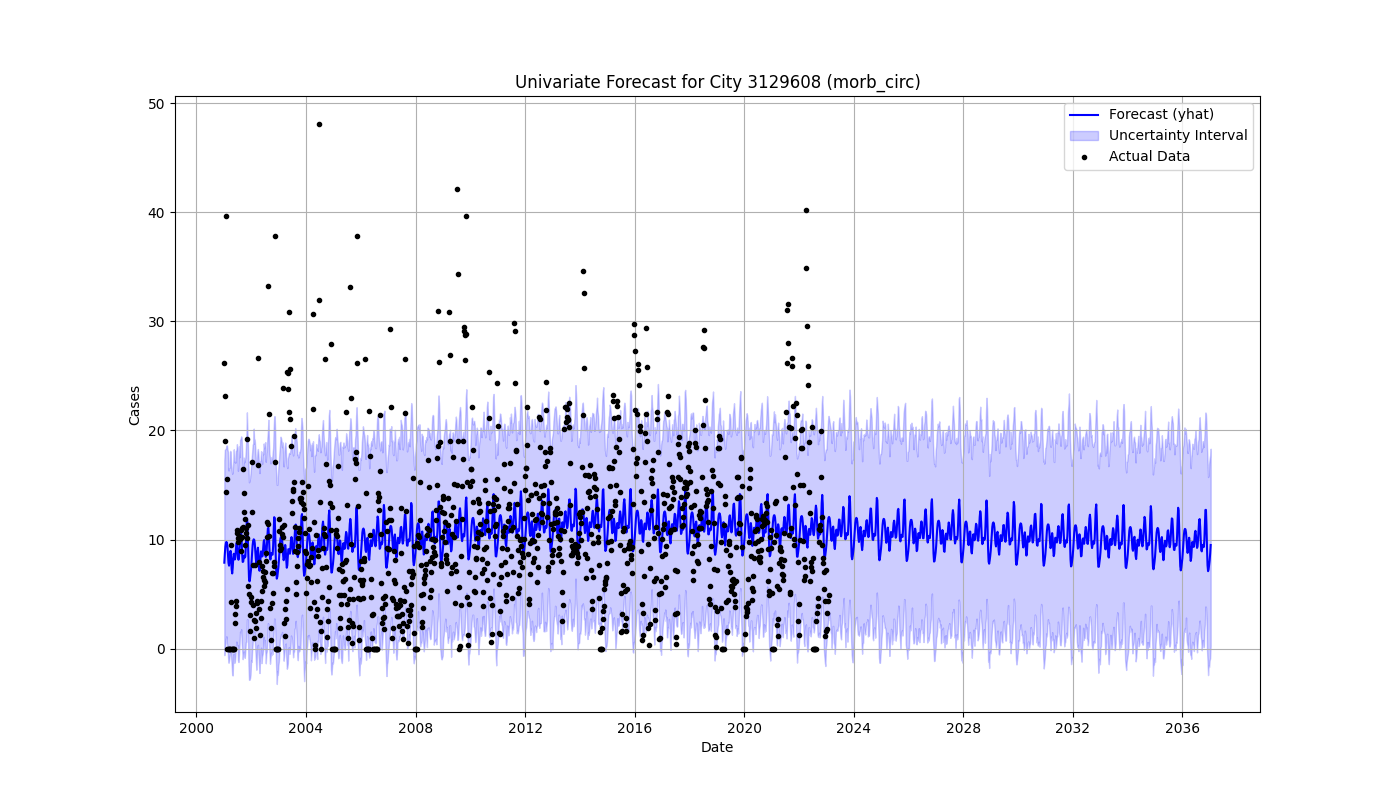 Univariate Forecast for City 3129608 (morb_circ)
Forecast (yhat)
Uncertainty Interval
Actual Data
50
40
30
20
10
0
Cases
2000 2004 2008 2012 2016 2020 2024 2028 2032 2036
Date